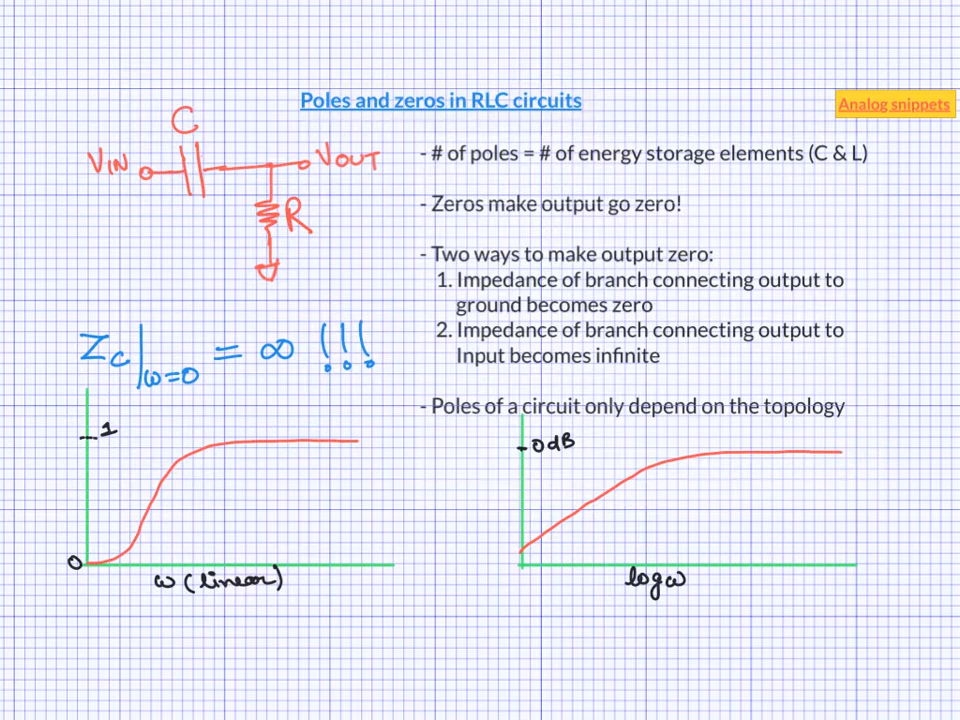 Poles and zeros in RLC circuits
Analog snippets
C
VIN
VOUT
R
- # of poles = # of energy storage elements (C & L)
- Zeros make output go zero!
- Two ways to make output zero:
1. Impedance of branch connecting output to
ground becomes zero
2. Impedance of branch connecting output to
Input becomes infinite
- Poles of a circuit only depend on the topology
Zc|ω=0 = ∞ !!!
1
0
ω (linear)
0dB
log ω